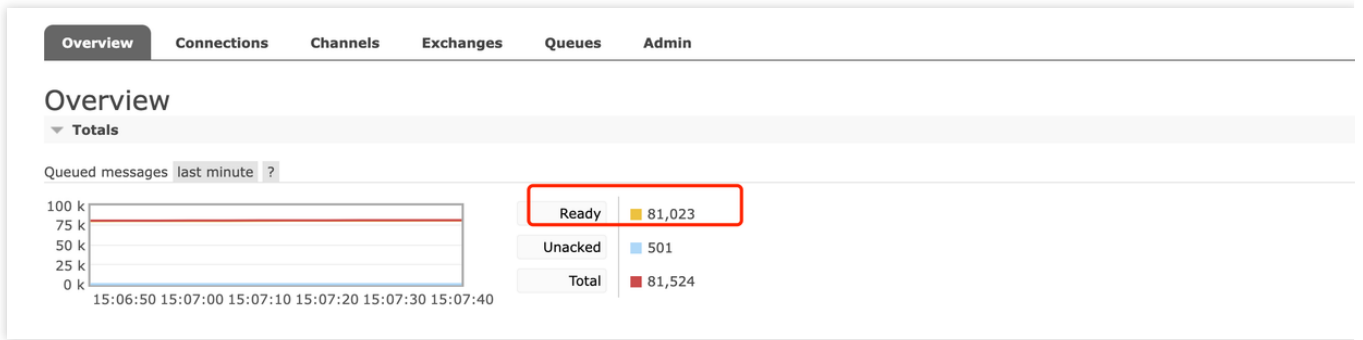 Overview Connections Channels Exchanges Queues Admin
Overview
Totals
Queued messages last minute ?
100 k
75 k
50 k
25 k
0 k
15:06:50 15:07:00 15:07:10 15:07:20 15:07:30 15:07:40
Ready 81,023
Unacked 501
Total 81,524